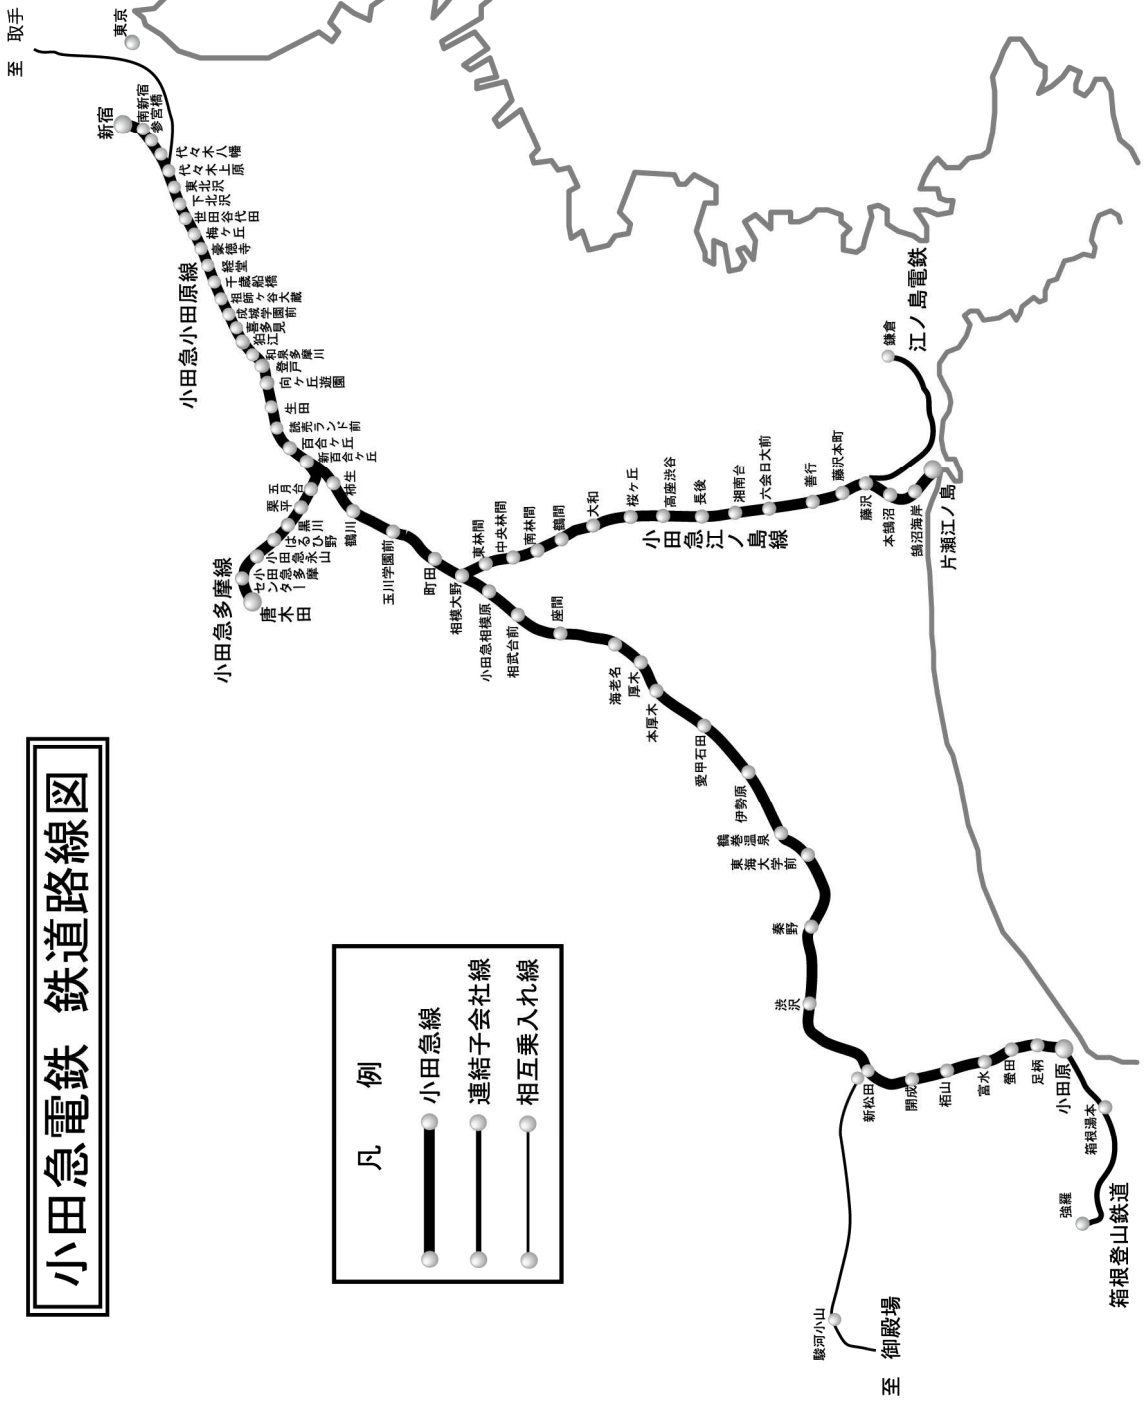 小田急電鉄 鉄道路線図
凡 例
小田急線
連結子会社線
相互乗入れ線
至 取手
東京
新宿
南新宿
参宮橋
代々木八幡
代々木上原
東北沢
下北沢
世田谷代田
梅ヶ丘
豪徳寺
経堂
千歳船橋
祖師ヶ谷大蔵
成城学園前
喜多見
狛江
和泉多摩川
登戸
向ヶ丘遊園
生田
読売ランド前
百合ヶ丘
新百合ヶ丘
小田急小田原線
柿生
鶴川
玉川学園前
町田
相模大野
小田急相模原
相武台前
座間
海老名
厚木
本厚木
愛甲石田
伊勢原
鶴巻温泉
東海大学前
秦野
渋沢
新松田
開成
栢山
富水
螢田
足柄
小田原
箱根湯本
強羅
箱根登山鉄道
駿河小山
至 御殿場
小田急多摩線
五月台
栗平
黒川
はるひ野
小田急永山
小田急多摩
センター
唐木田
東林間
中央林間
南林間
鶴間
大和
桜ヶ丘
高座渋谷
長後
湘南台
六会日大前
善行
藤沢本町
藤沢
本鵠沼
鵠沼海岸
片瀬江ノ島
小田急江ノ島線
鎌倉
江ノ島電鉄